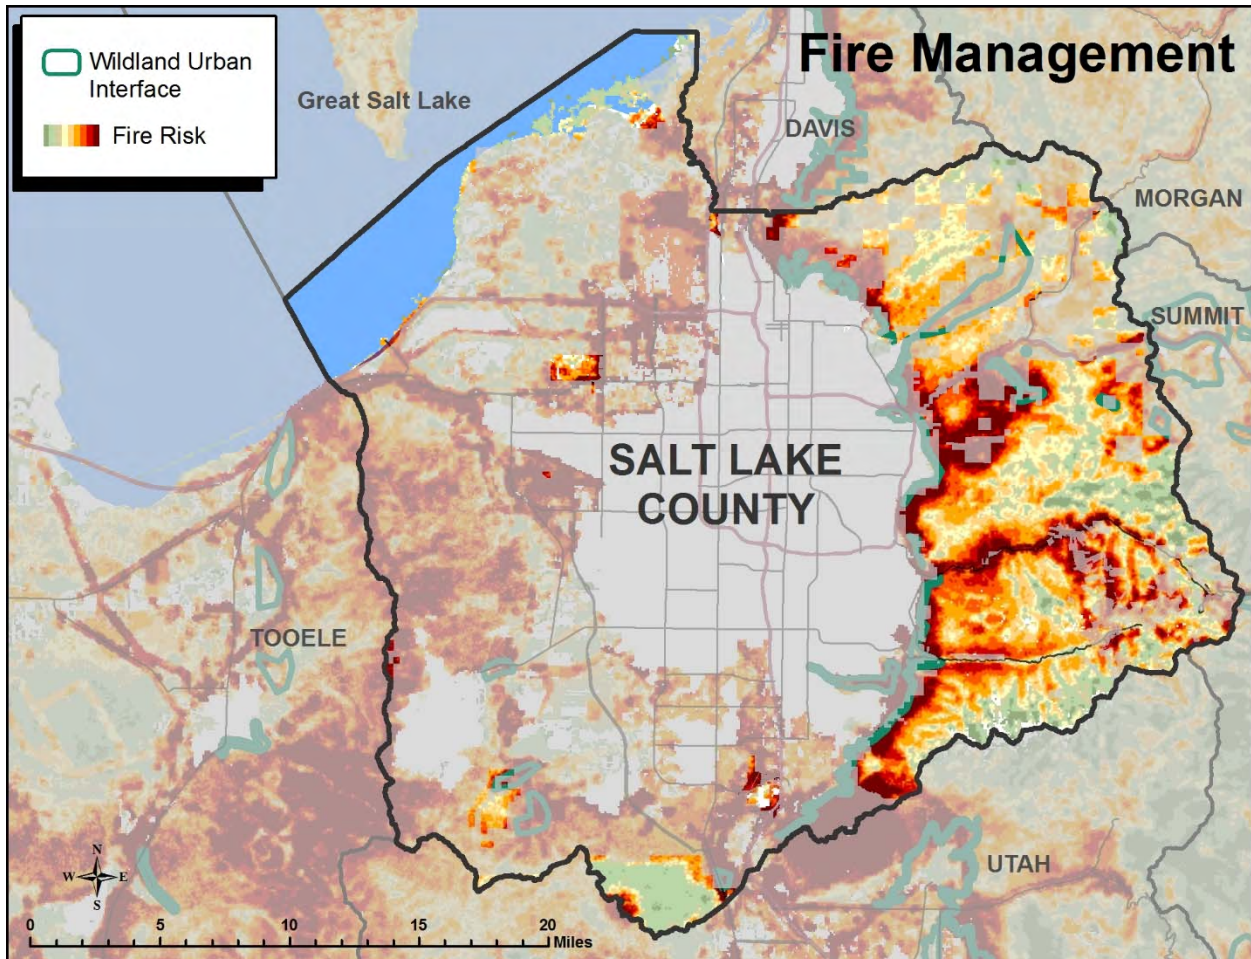 Fire Management
Wildland Urban
Interface
Fire Risk
Great Salt Lake
DAVIS
MORGAN
SUMMIT
SALT LAKE
COUNTY
TOOELE
UTAH
N
W E
S
0 5 10 15 20
Miles